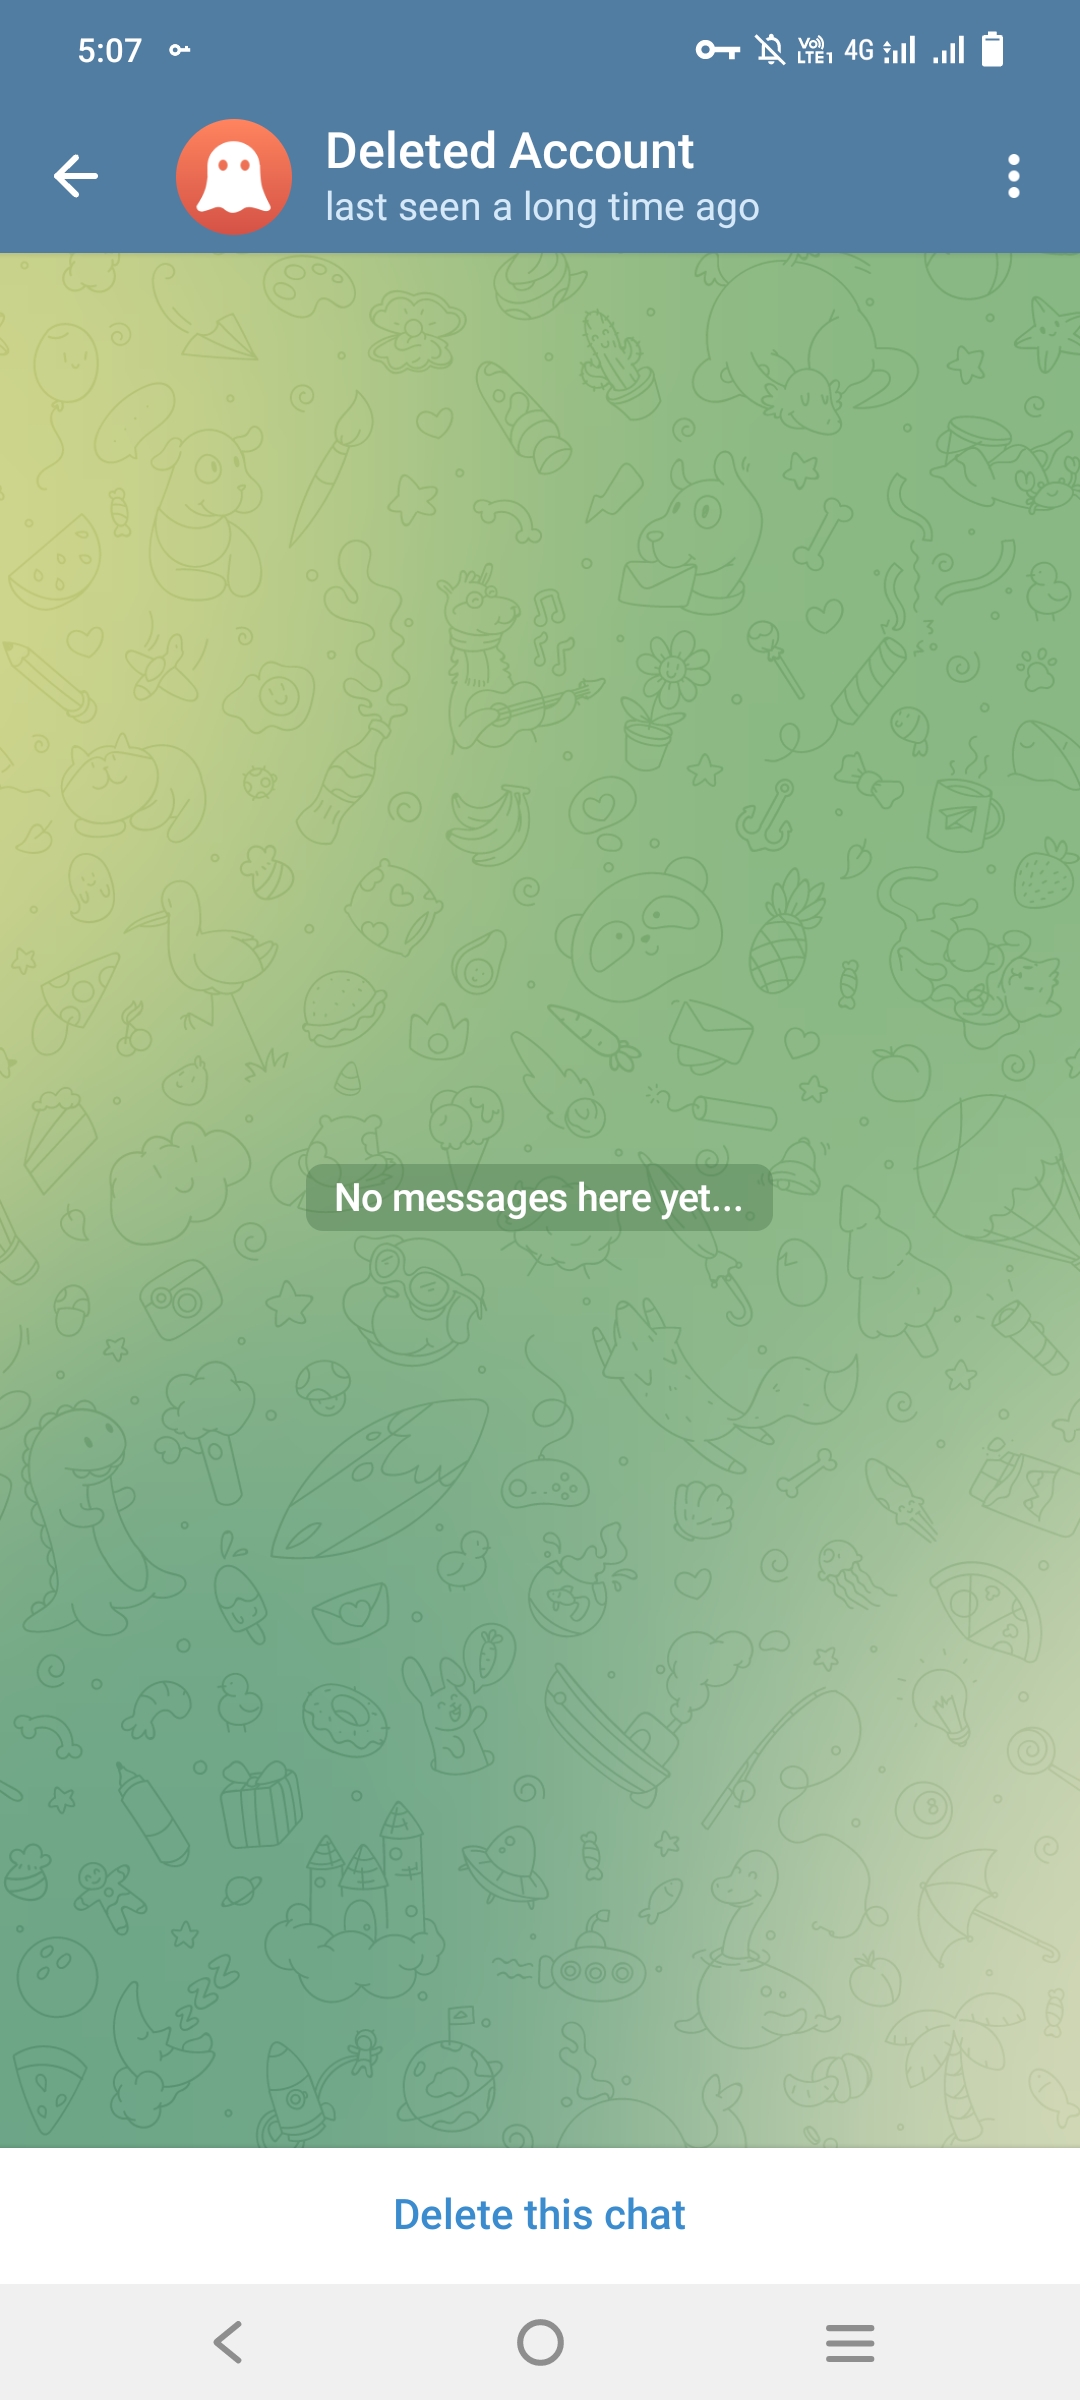 5:07
Vo)) LTE1 4G
Deleted Account
last seen a long time ago
No messages here yet...
8
Delete this chat